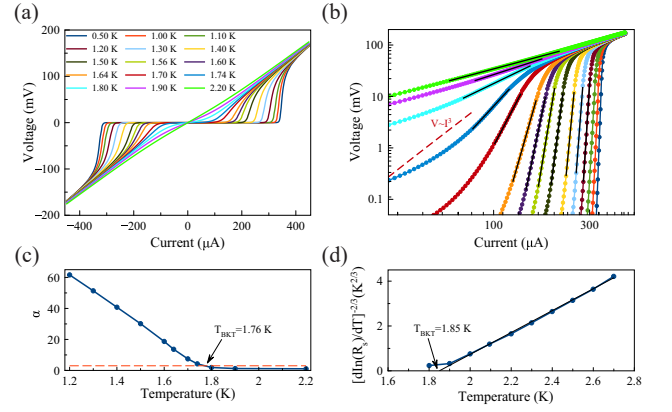 (a)
200
100
0
−100
−200
Voltage (mV)
0.50 K 1.00 K 1.10 K
1.20 K 1.30 K 1.40 K
1.50 K 1.56 K 1.60 K
1.64 K 1.70 K 1.74 K
1.80 K 1.90 K 2.20 K
−400 −200 0 200 400
Current (μA)
(b)
100
10
1
0.1
Voltage (mV)
V~I³
100 300
Current (μA)
(c)
60
40
20
0
α
T_BKT=1.76 K
1.2 1.4 1.6 1.8 2.0 2.2
Temperature (K)
(d)
6
4
2
0
[dln(Rₛ)/dT]⁻²ᐟ³(K²ᐟ³)
T_BKT=1.85 K
1.6 1.8 2.0 2.2 2.4 2.6 2.8
Temperature (K)